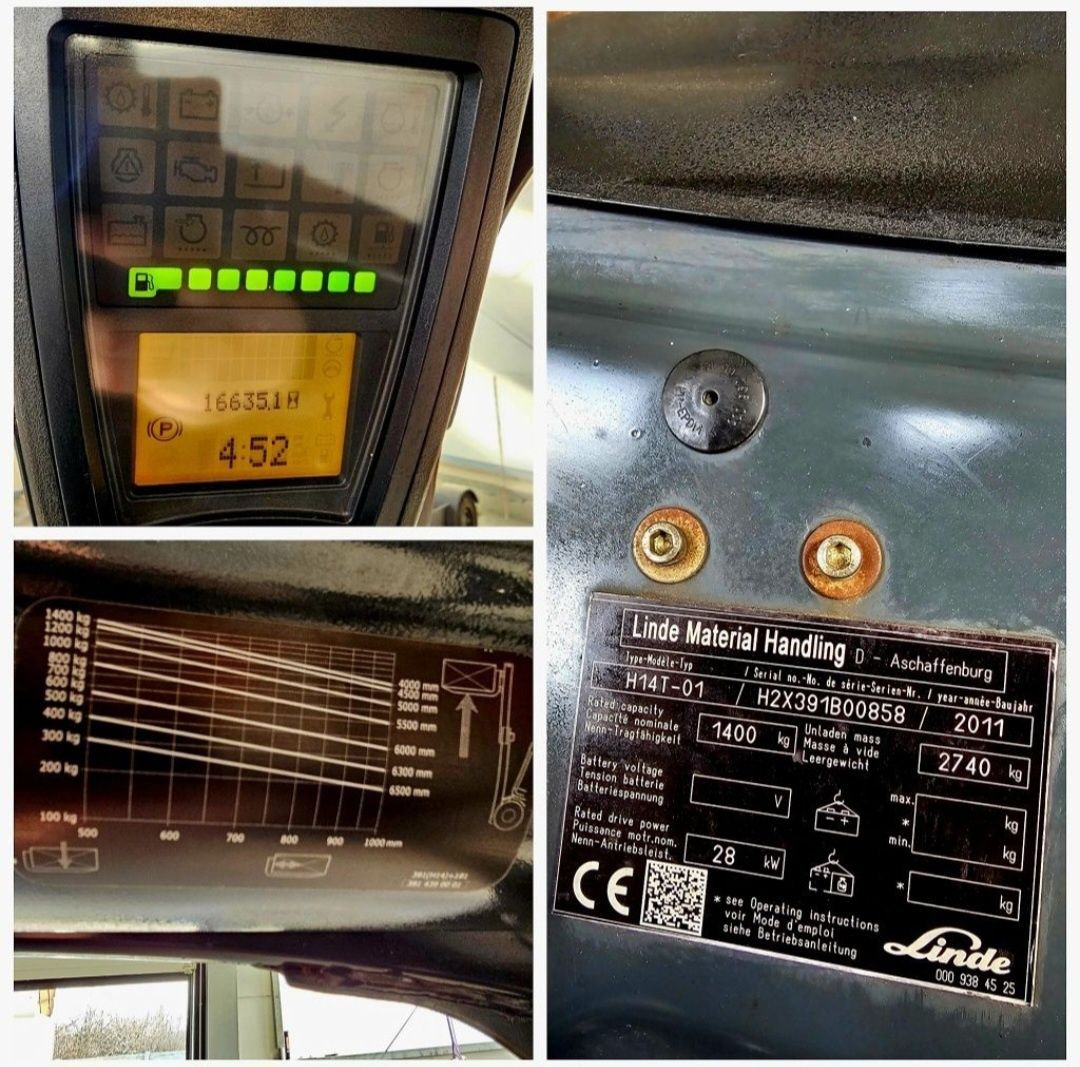 16635.1
(P)
4:52
1400 kg
1200 kg
1000 kg
800 kg
700 kg
600 kg
500 kg
400 kg
300 kg
200 kg
100 kg
4000 mm
4500 mm
5000 mm
5500 mm
6000 mm
6300 mm
6500 mm
500 600 700 800 900 1000 mm
Linde Material Handling D - Aschaffenburg
Type-Modèle-Typ / Serial no.-No. de série-Serien-Nr. / year-année-Baujahr
H14T-01 / H2X391B00858 / 2011
Rated capacity
Capacité nominale
Nenn-Tragfähigkeit
1400 kg
Unladen mass
Masse à vide
Leergewicht
2740 kg
Battery voltage
Tension batterie
Batteriespannung
V
max. kg
*
min. kg
Rated drive power
Puissance motr.nom.
Nenn-Antriebsleist.
28 kW
* kg
CE
* see Operating instructions
voir Mode d'emploi
siehe Betriebsanleitung
Linde
000 938 45 25